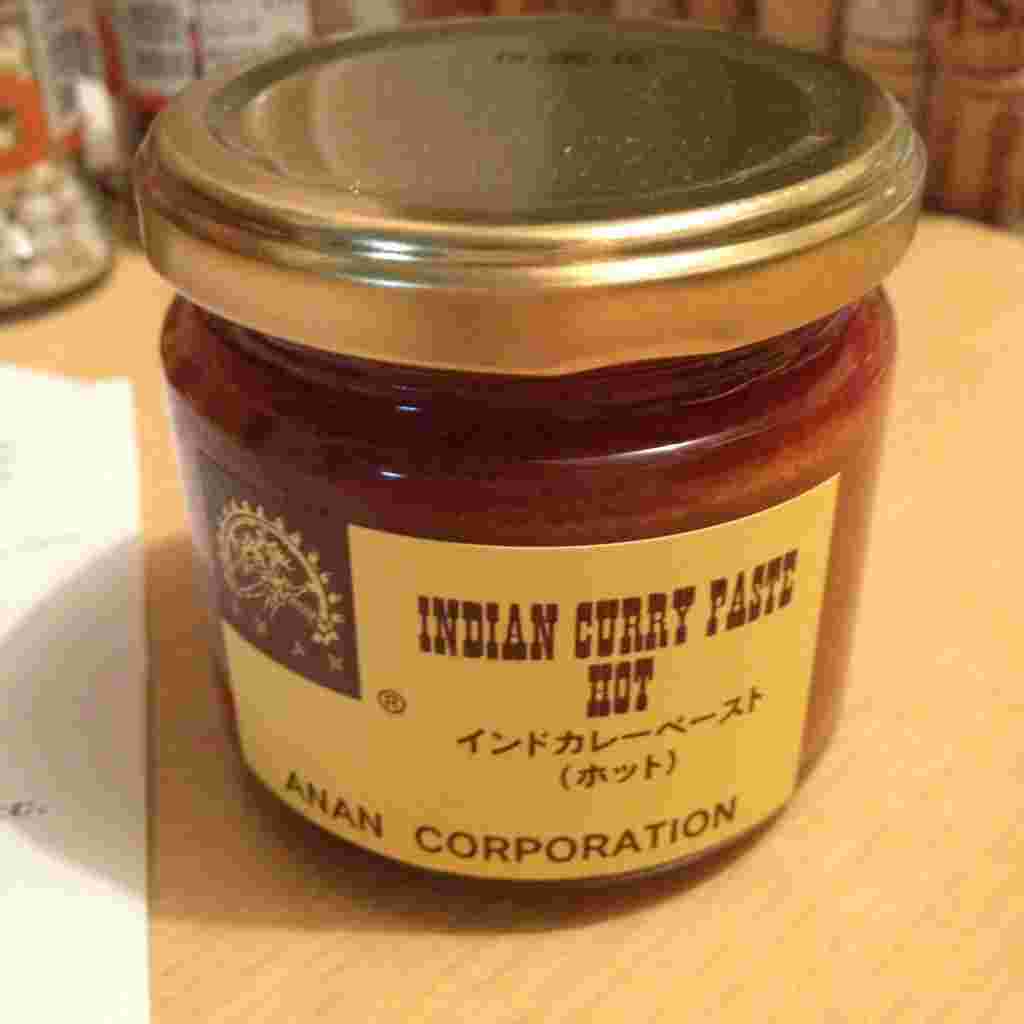 INDIAN CURRY PASTE
HOT
インドカレーペースト
(ホット)
®
ANAN CORPORATION